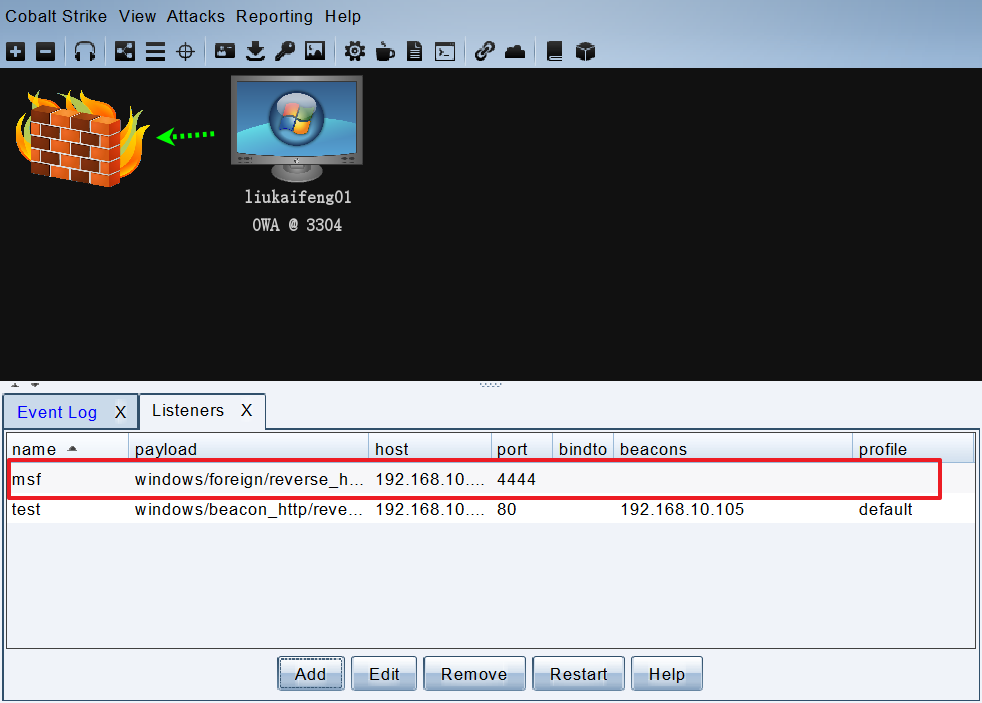 Cobalt Strike View Attacks Reporting Help
liukaifeng01
OWA @ 3304
Event Log X Listeners X
name payload host port bindto beacons profile
msf windows/foreign/reverse_h... 192.168.10.... 4444
test windows/beacon_http/reve... 192.168.10.... 80 192.168.10.105 default
Add Edit Remove Restart Help